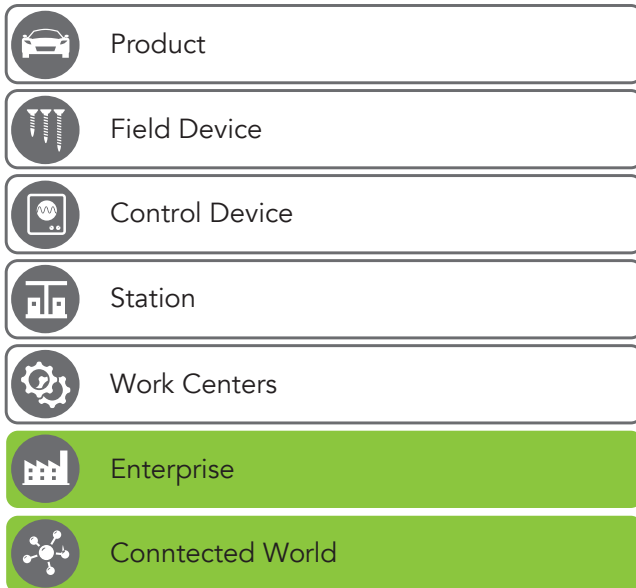 Product
Field Device
Control Device
Station
Work Centers
Enterprise
Conntected World